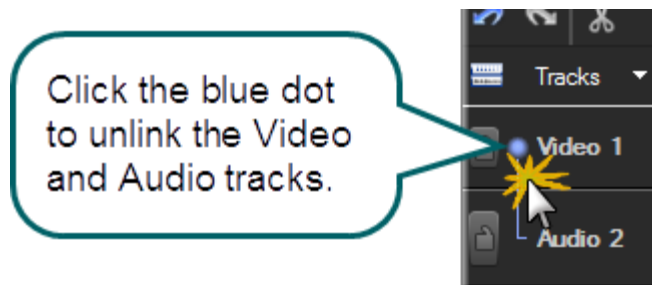 Click the blue dot
to unlink the Video
and Audio tracks.
Tracks
Video 1
Audio 2